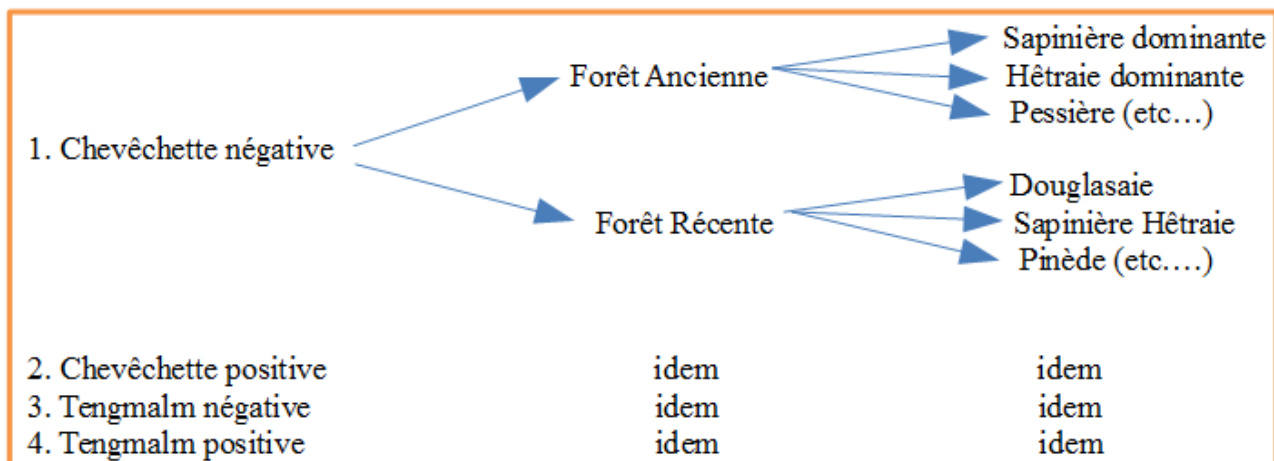 Sapinière dominante
Forêt Ancienne
Hêtraie dominante
Pessière (etc…)
1. Chevêchette négative
Douglasaie
Forêt Récente
Sapinière Hêtraie
Pinède (etc.…)
2. Chevêchette positive idem idem
3. Tengmalm négative idem idem
4. Tengmalm positive idem idem